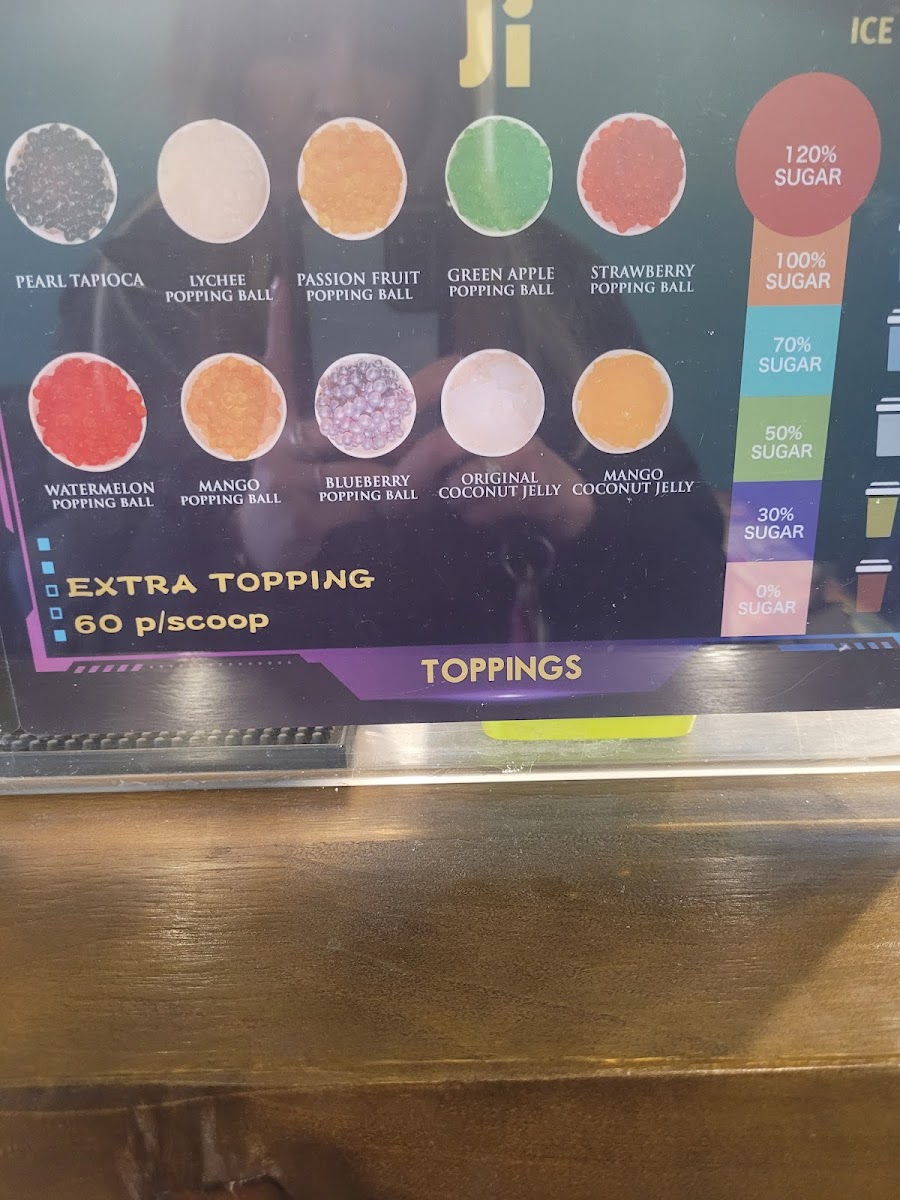 Ji
ICE
PEARL TAPIOCA
LYCHEE
POPPING BALL
PASSION FRUIT
POPPING BALL
GREEN APPLE
POPPING BALL
STRAWBERRY
POPPING BALL
WATERMELON
POPPING BALL
MANGO
POPPING BALL
BLUEBERRY
POPPING BALL
ORIGINAL
COCONUT JELLY
MANGO
COCONUT JELLY
120%
SUGAR
100%
SUGAR
70%
SUGAR
50%
SUGAR
30%
SUGAR
0%
SUGAR
EXTRA TOPPING
60 p/scoop
TOPPINGS